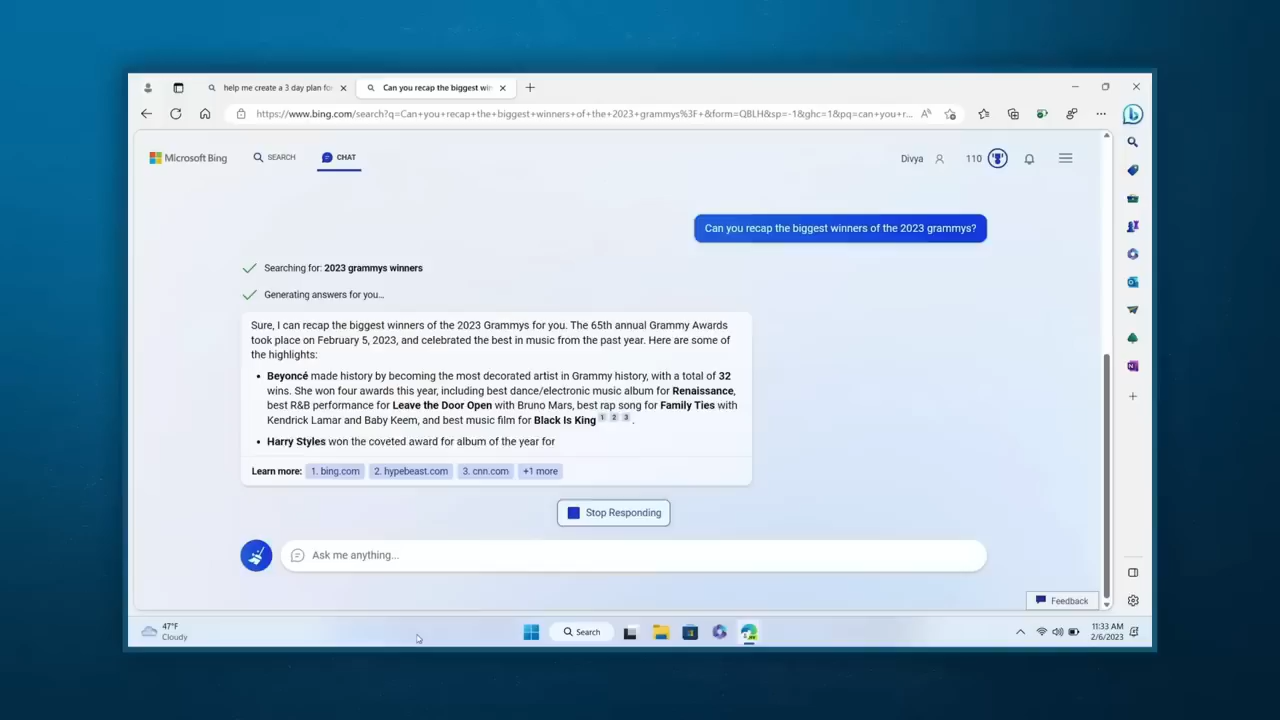 help me create a 3 day plan fo
Can you recap the biggest win
https://www.bing.com/search?q=Can+you+recap+the+biggest+winners+of+the+2023+grammys%3F+&form=QBLH&sp=-1&ghc=1&pq=can+you+r...
Microsoft Bing
SEARCH
CHAT
Divya
110
Can you recap the biggest winners of the 2023 grammys?
Searching for: 2023 grammys winners
Generating answers for you...
Sure, I can recap the biggest winners of the 2023 Grammys for you. The 65th annual Grammy Awards
took place on February 5, 2023, and celebrated the best in music from the past year. Here are some of
the highlights:
• Beyoncé made history by becoming the most decorated artist in Grammy history, with a total of 32
wins. She won four awards this year, including best dance/electronic music album for Renaissance,
best R&B performance for Leave the Door Open with Bruno Mars, best rap song for Family Ties with
Kendrick Lamar and Baby Keem, and best music film for Black Is King 1 2 3 .
• Harry Styles won the coveted award for album of the year for
Learn more: 1. bing.com 2. hypebeast.com 3. cnn.com +1 more
Stop Responding
Ask me anything...
Feedback
47°F
Cloudy
Search
11:33 AM
2/6/2023